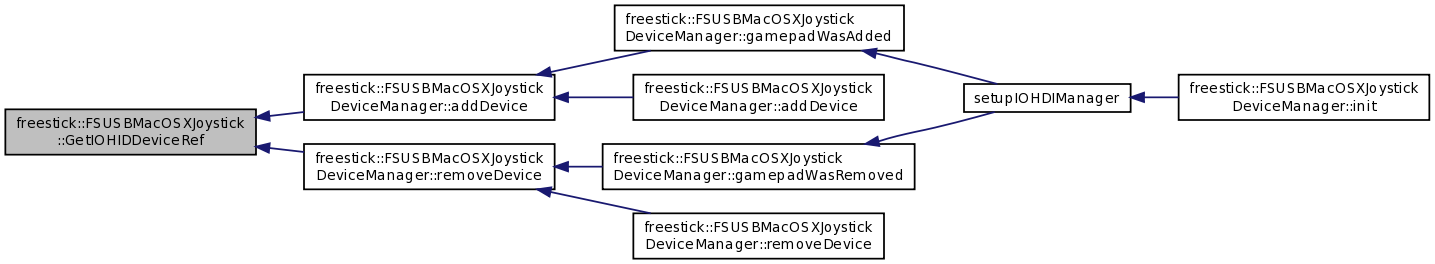 freestick::FSUSBMacOSXJoystick
::GetIOHIDDeviceRef
freestick::FSUSBMacOSXJoystick
DeviceManager::addDevice
freestick::FSUSBMacOSXJoystick
DeviceManager::removeDevice
freestick::FSUSBMacOSXJoystick
DeviceManager::gamepadWasAdded
freestick::FSUSBMacOSXJoystick
DeviceManager::addDevice
freestick::FSUSBMacOSXJoystick
DeviceManager::gamepadWasRemoved
freestick::FSUSBMacOSXJoystick
DeviceManager::removeDevice
setupIOHDIManager
freestick::FSUSBMacOSXJoystick
DeviceManager::init